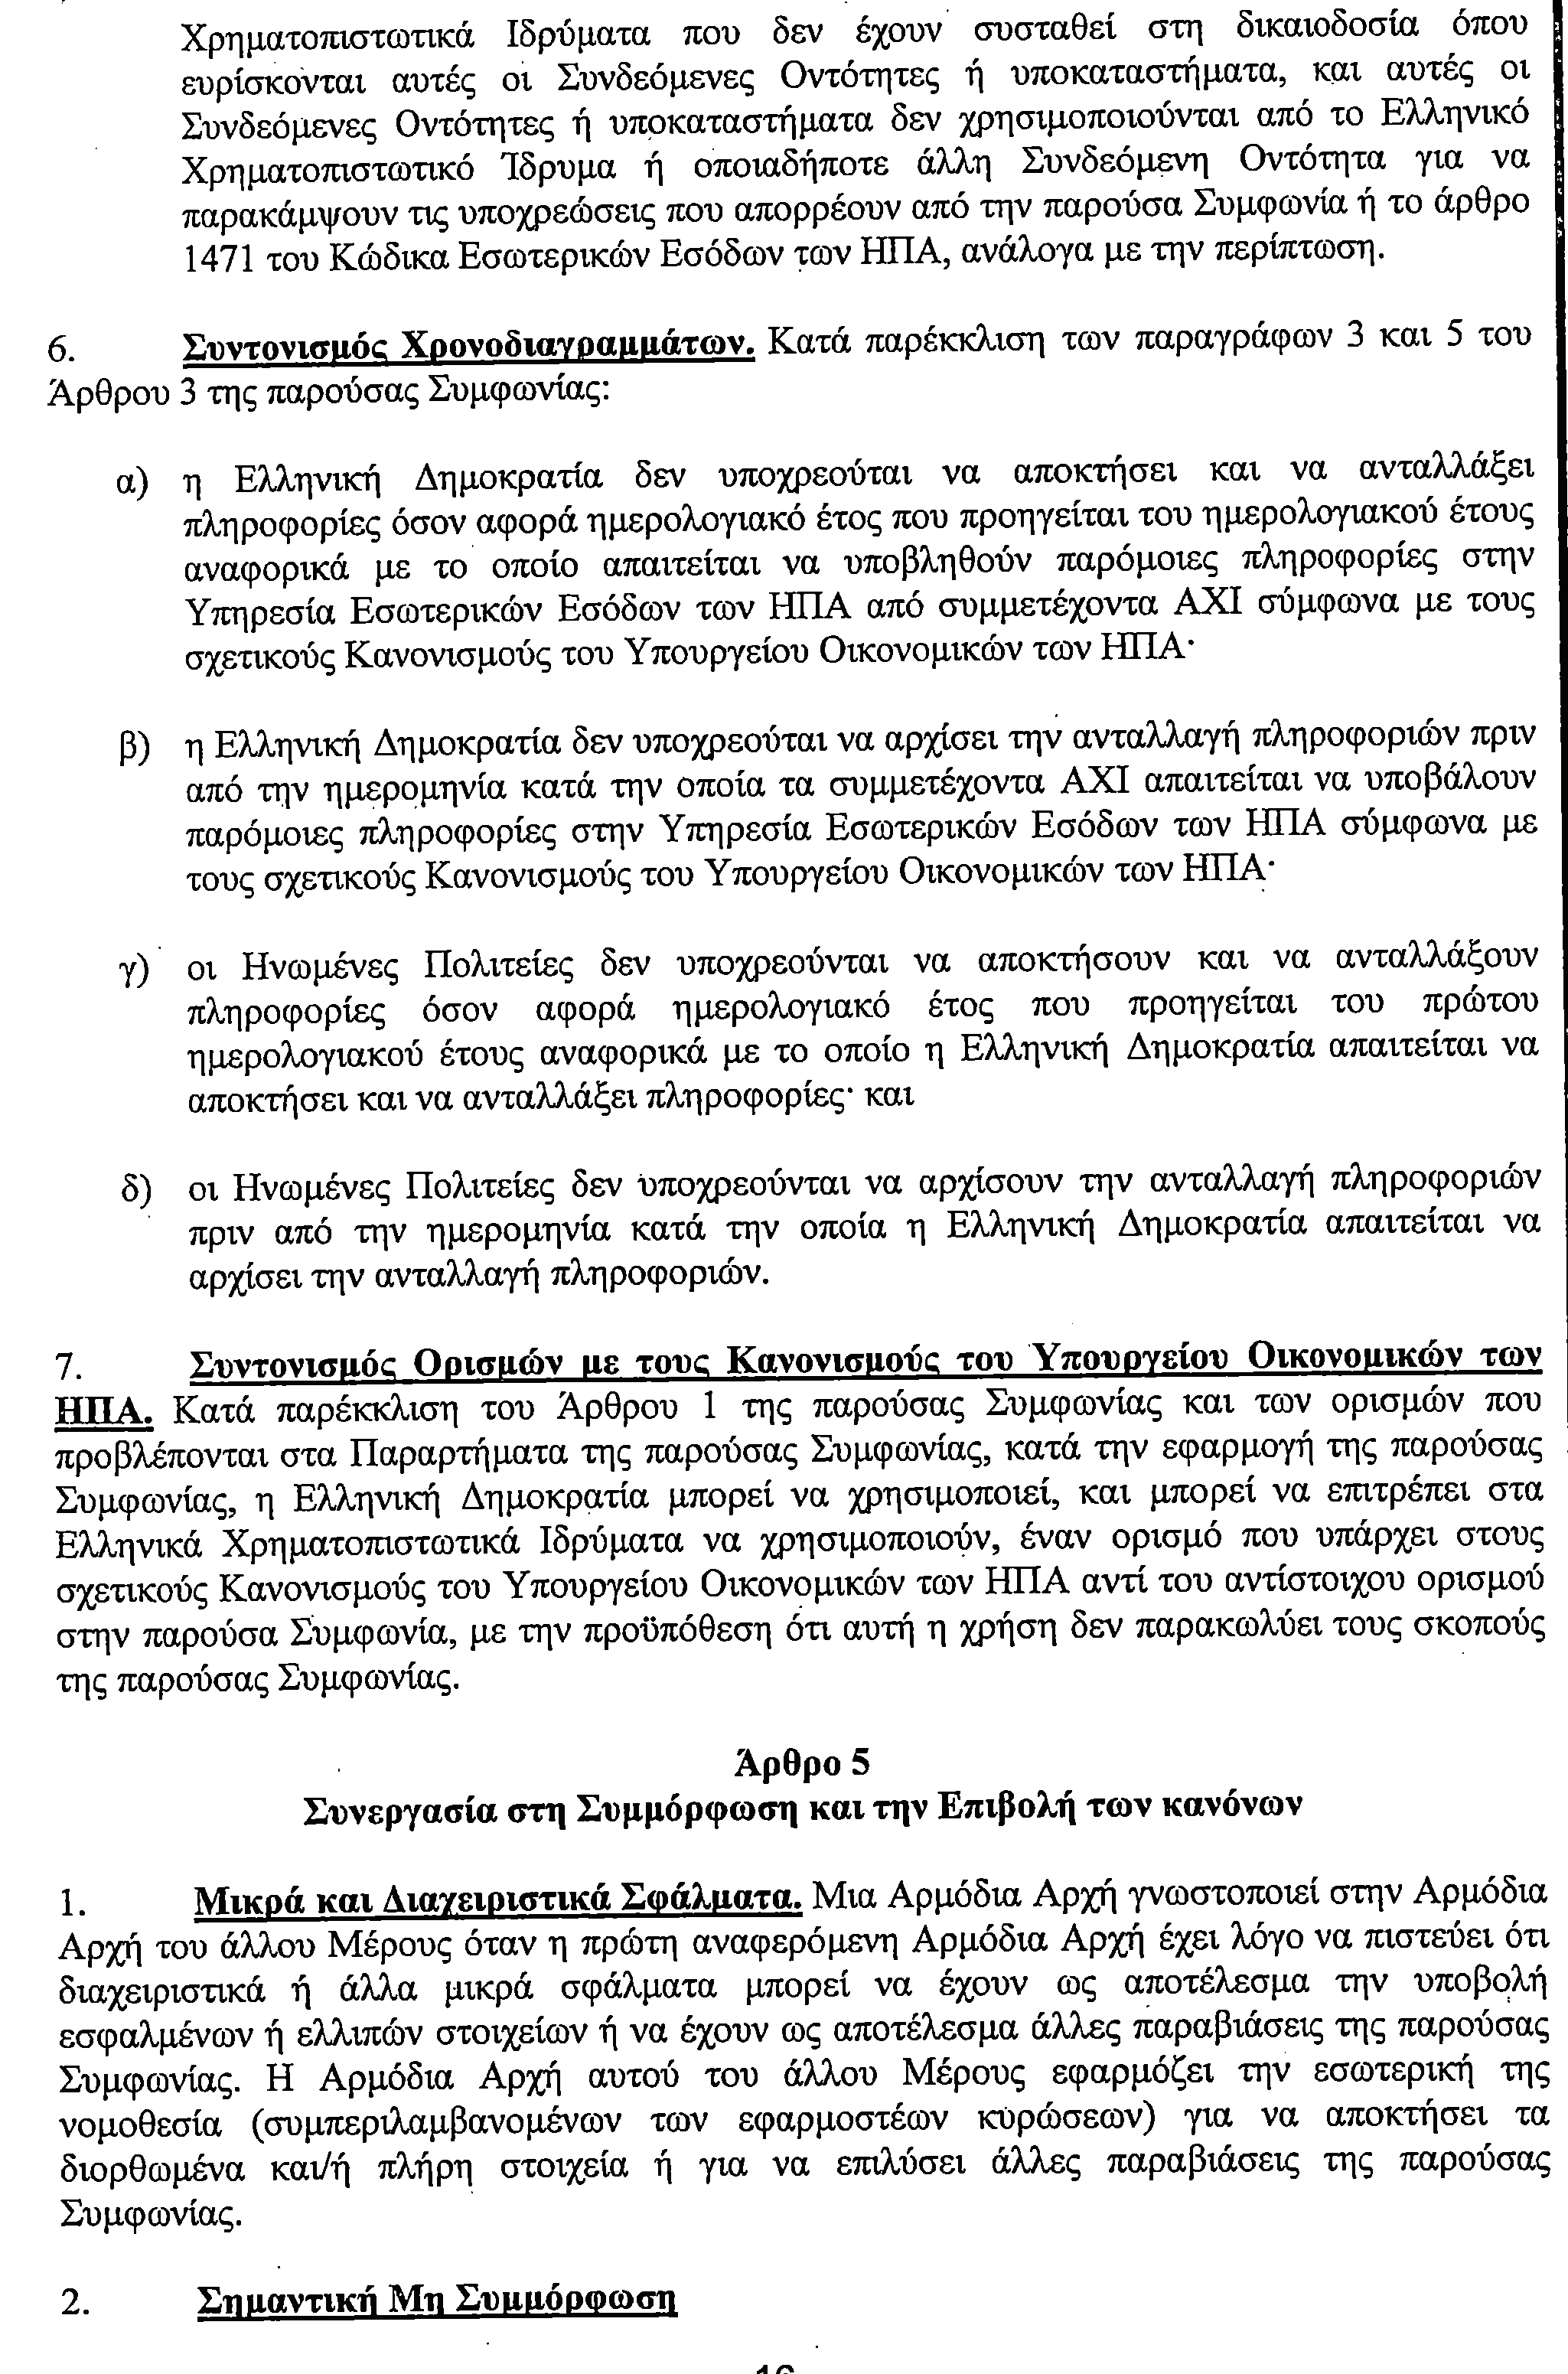 Χρηματοπιστωτικά Ιδρύματα που δεν έχουν συσταθεί στη δικαιοδοσία όπου
ευρίσκονται αυτές οι Συνδεόμενες Οντότητες ή υποκαταστήματα, και αυτές οι
Συνδεόμενες Οντότητες ή υποκαταστήματα δεν χρησιμοποιούνται από το Ελληνικό
Χρηματοπιστωτικό Ίδρυμα ή οποιαδήποτε άλλη Συνδεόμενη Οντότητα για να
παρακάμψουν τις υποχρεώσεις που απορρέουν από την παρούσα Συμφωνία ή το άρθρο
1471 του Κώδικα Εσωτερικών Εσόδων των ΗΠΑ, ανάλογα με την περίπτωση.
6. Συντονισμός Χρονοδιαγραμμάτων. Κατά παρέκκλιση των παραγράφων 3 και 5 του
Άρθρου 3 της παρούσας Συμφωνίας:
α) η Ελληνική Δημοκρατία δεν υποχρεούται να αποκτήσει και να ανταλλάξει
πληροφορίες όσον αφορά ημερολογιακό έτος που προηγείται του ημερολογιακού έτους
αναφορικά με το οποίο απαιτείται να υποβληθούν παρόμοιες πληροφορίες στην
Υπηρεσία Εσωτερικών Εσόδων των ΗΠΑ από συμμετέχοντα ΑΧΙ σύμφωνα με τους
σχετικούς Κανονισμούς του Υπουργείου Οικονομικών των ΗΠΑ·
β) η Ελληνική Δημοκρατία δεν υποχρεούται να αρχίσει την ανταλλαγή πληροφοριών πριν
από την ημερομηνία κατά την οποία τα συμμετέχοντα ΑΧΙ απαιτείται να υποβάλουν
παρόμοιες πληροφορίες στην Υπηρεσία Εσωτερικών Εσόδων των ΗΠΑ σύμφωνα με
τους σχετικούς Κανονισμούς του Υπουργείου Οικονομικών των ΗΠΑ·
γ) οι Ηνωμένες Πολιτείες δεν υποχρεούνται να αποκτήσουν και να ανταλλάξουν
πληροφορίες όσον αφορά ημερολογιακό έτος που προηγείται του πρώτου
ημερολογιακού έτους αναφορικά με το οποίο η Ελληνική Δημοκρατία απαιτείται να
αποκτήσει και να ανταλλάξει πληροφορίες· και
δ) οι Ηνωμένες Πολιτείες δεν υποχρεούνται να αρχίσουν την ανταλλαγή πληροφοριών
πριν από την ημερομηνία κατά την οποία η Ελληνική Δημοκρατία απαιτείται να
αρχίσει την ανταλλαγή πληροφοριών.
7. Συντονισμός Ορισμών με τους Κανονισμούς του Υπουργείου Οικονομικών των
ΗΠΑ. Κατά παρέκκλιση του Άρθρου 1 της παρούσας Συμφωνίας και των ορισμών που
προβλέπονται στα Παραρτήματα της παρούσας Συμφωνίας, κατά την εφαρμογή της παρούσας
Συμφωνίας, η Ελληνική Δημοκρατία μπορεί να χρησιμοποιεί, και μπορεί να επιτρέπει στα
Ελληνικά Χρηματοπιστωτικά Ιδρύματα να χρησιμοποιούν, έναν ορισμό που υπάρχει στους
σχετικούς Κανονισμούς του Υπουργείου Οικονομικών των ΗΠΑ αντί του αντίστοιχου ορισμού
στην παρούσα Συμφωνία, με την προϋπόθεση ότι αυτή η χρήση δεν παρακωλύει τους σκοπούς
της παρούσας Συμφωνίας.
Άρθρο 5
Συνεργασία στη Συμμόρφωση και την Επιβολή των κανόνων
1. Μικρά και Διαχειριστικά Σφάλματα. Μια Αρμόδια Αρχή γνωστοποιεί στην Αρμόδια
Αρχή του άλλου Μέρους όταν η πρώτη αναφερόμενη Αρμόδια Αρχή έχει λόγο να πιστεύει ότι
διαχειριστικά ή άλλα μικρά σφάλματα μπορεί να έχουν ως αποτέλεσμα την υποβολή
εσφαλμένων ή ελλιπών στοιχείων ή να έχουν ως αποτέλεσμα άλλες παραβιάσεις της παρούσας
Συμφωνίας. Η Αρμόδια Αρχή αυτού του άλλου Μέρους εφαρμόζει την εσωτερική της
νομοθεσία (συμπεριλαμβανομένων των εφαρμοστέων κυρώσεων) για να αποκτήσει τα
διορθωμένα και/ή πλήρη στοιχεία ή για να επιλύσει άλλες παραβιάσεις της παρούσας
Συμφωνίας.
2. Σημαντική Μη Συμμόρφωση